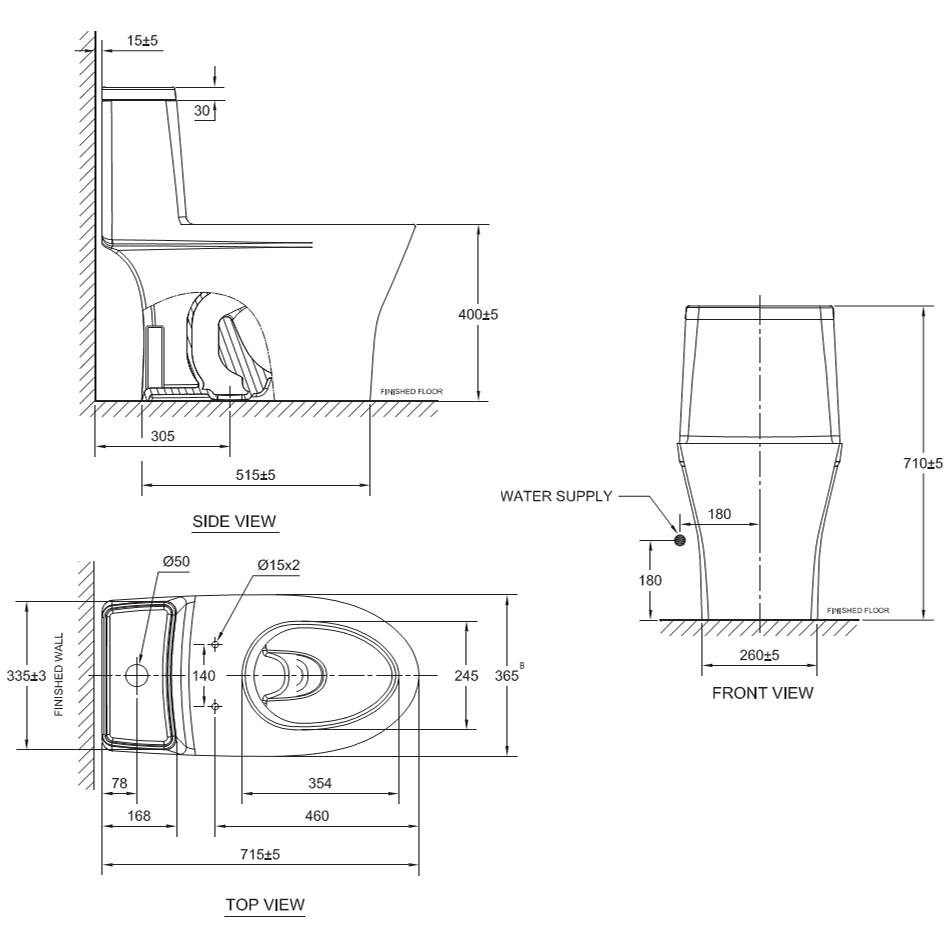 15±5
30
400±5
FINISHED FLOOR
305
515±5
SIDE VIEW
WATER SUPPLY
180
180
710±5
FINISHED FLOOR
260±5
FRONT VIEW
Ø50
Ø15x2
335±3
FINISHED WALL
140
245
365 B
78
354
168
460
715±5
TOP VIEW